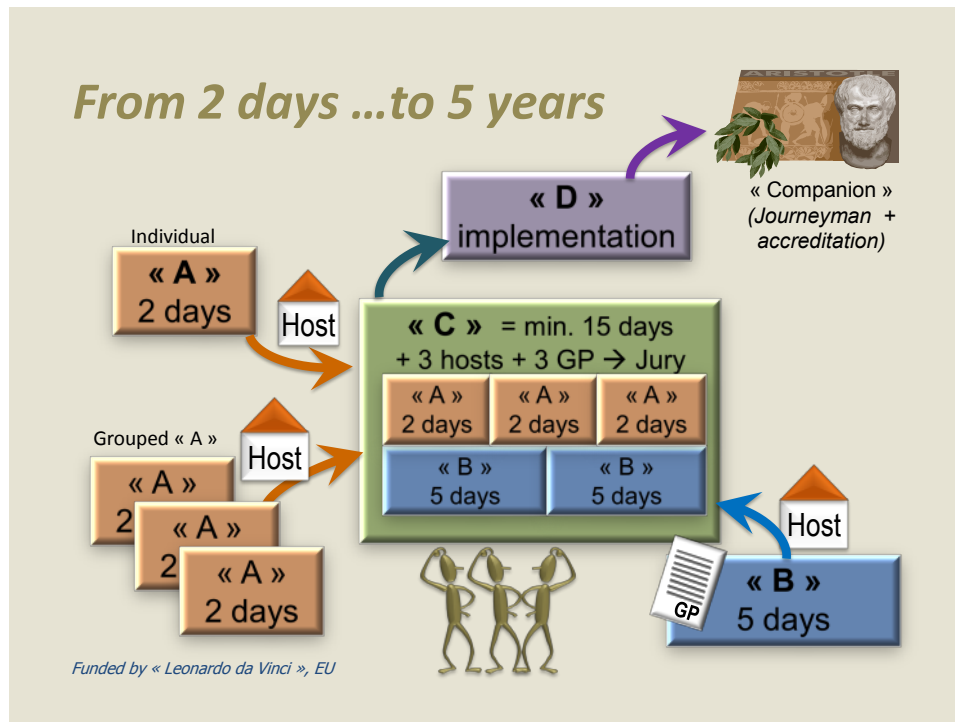 From 2 days …to 5 years
ARISTOTE
« Companion »
(Journeyman +
accreditation)
« D »
implementation
Individual
« A »
2 days
Host
« C » = min. 15 days
+ 3 hosts + 3 GP → Jury
« A »
2 days
« A »
2 days
« A »
2 days
« B »
5 days
« B »
5 days
Grouped « A »
Host
« A »
2
« A »
2
« A »
2 days
Host
GP
« B »
5 days
Funded by « Leonardo da Vinci », EU